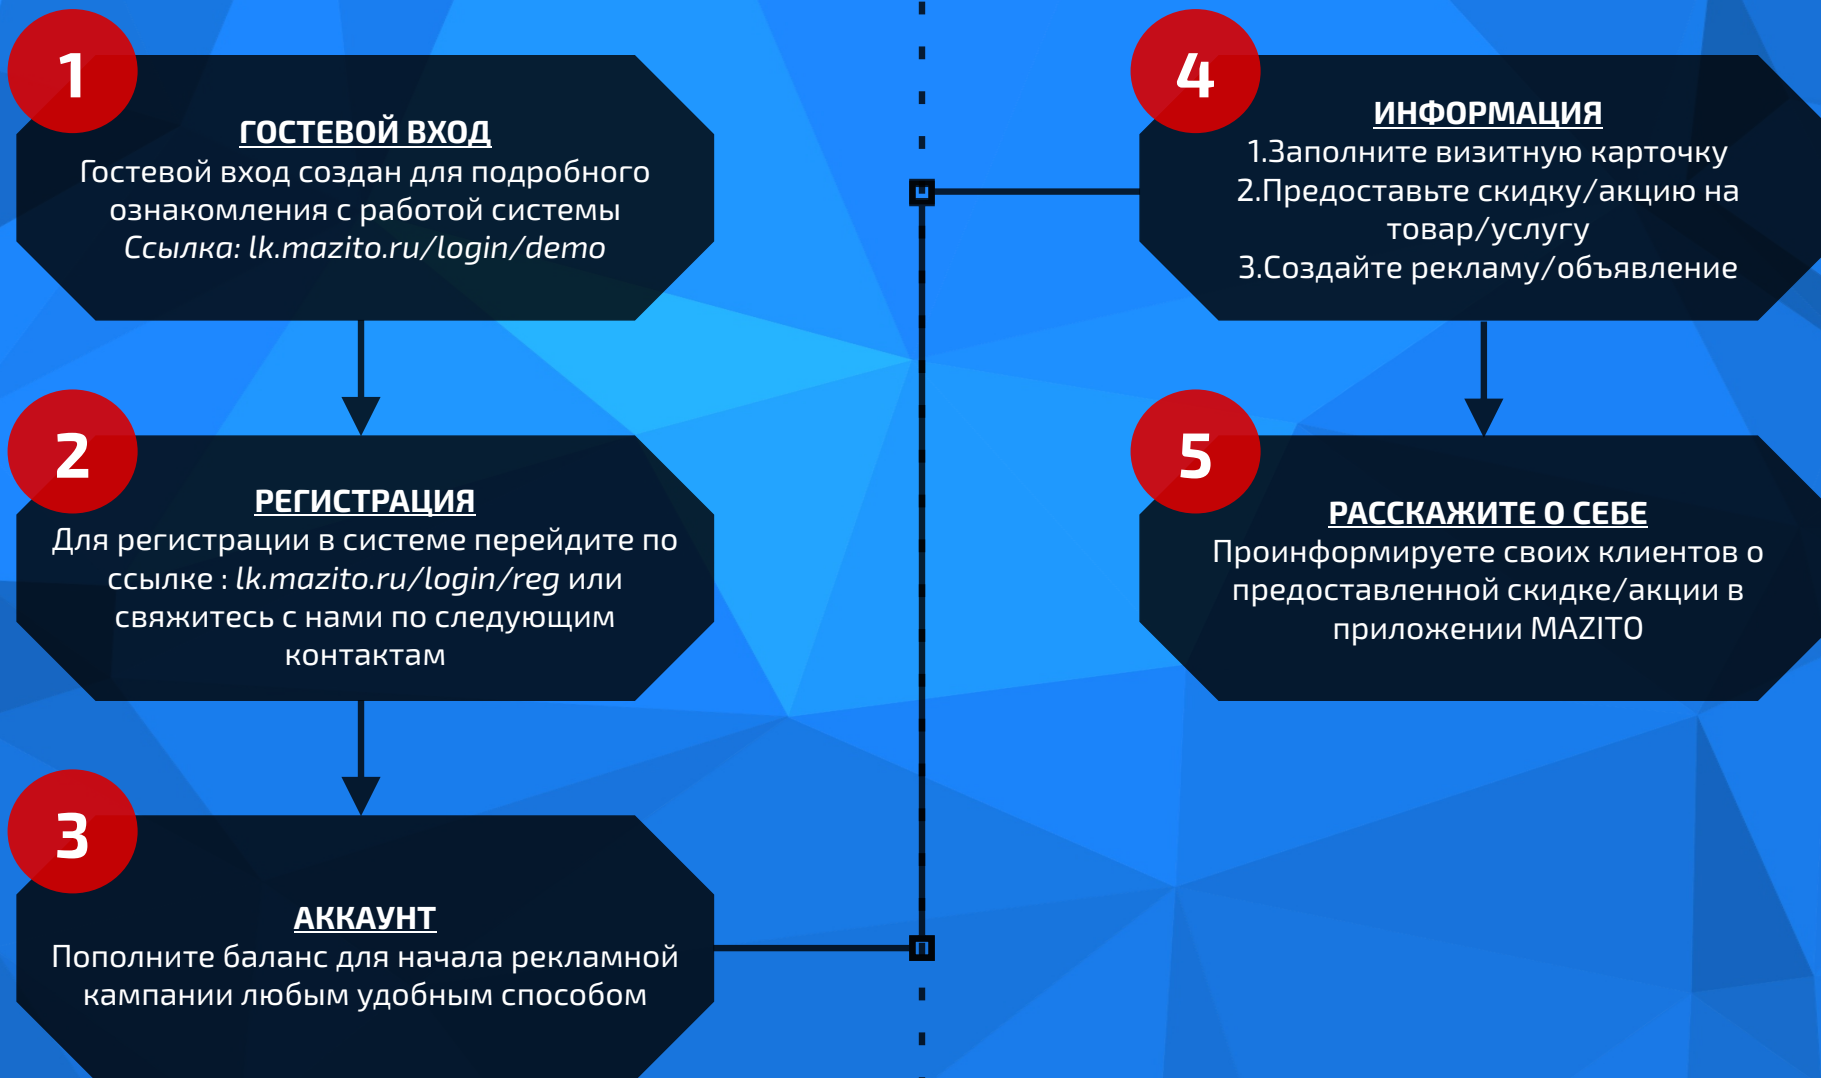 1
ГОСТЕВОЙ ВХОД
Гостевой вход создан для подробного
ознакомления с работой системы
Ссылка: lk.mazito.ru/login/demo
2
РЕГИСТРАЦИЯ
Для регистрации в системе перейдите по
ссылке : lk.mazito.ru/login/reg или
свяжитесь с нами по следующим
контактам
3
АККАУНТ
Пополните баланс для начала рекламной
кампании любым удобным способом
4
ИНФОРМАЦИЯ
1.Заполните визитную карточку
2.Предоставьте скидку/акцию на
товар/услугу
3.Создайте рекламу/объявление
5
РАССКАЖИТЕ О СЕБЕ
Проинформируете своих клиентов о
предоставленной скидке/акции в
приложении MAZITO